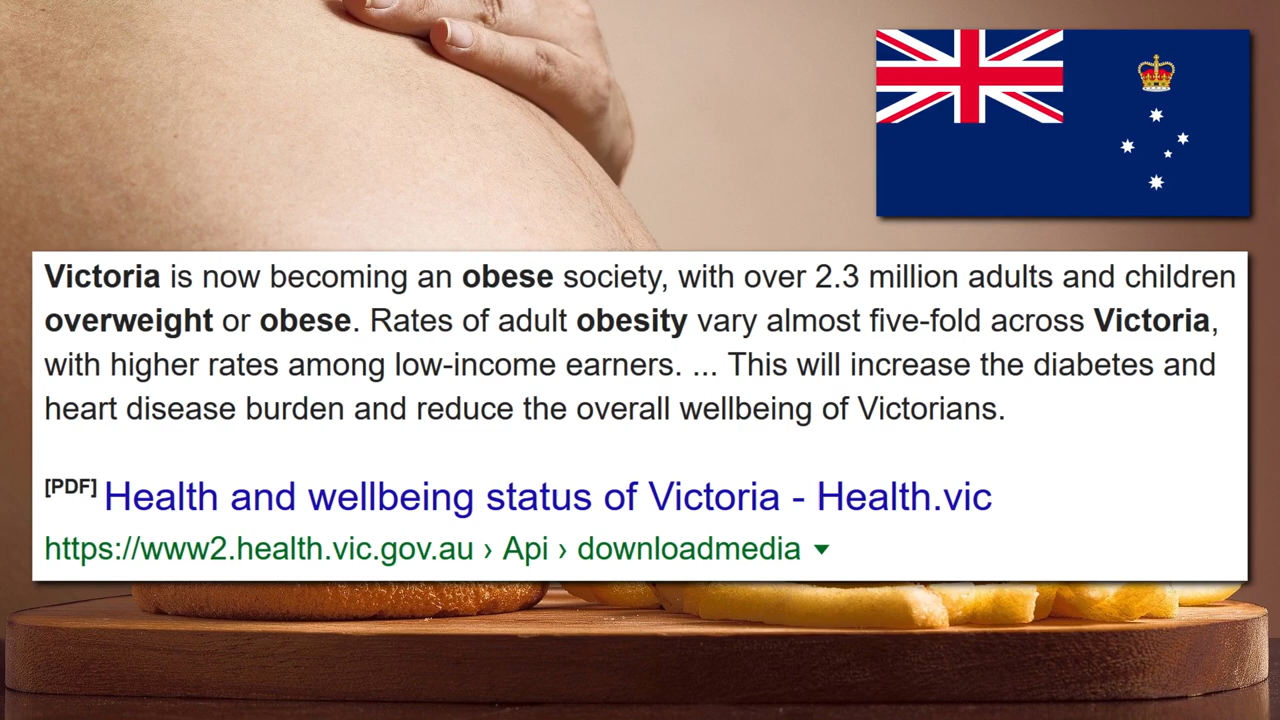 Victoria is now becoming an obese society, with over 2.3 million adults and children
overweight or obese. Rates of adult obesity vary almost five-fold across Victoria,
with higher rates among low-income earners. ... This will increase the diabetes and
heart disease burden and reduce the overall wellbeing of Victorians.
[PDF] Health and wellbeing status of Victoria - Health.vic
https://www2.health.vic.gov.au › Api › downloadmedia